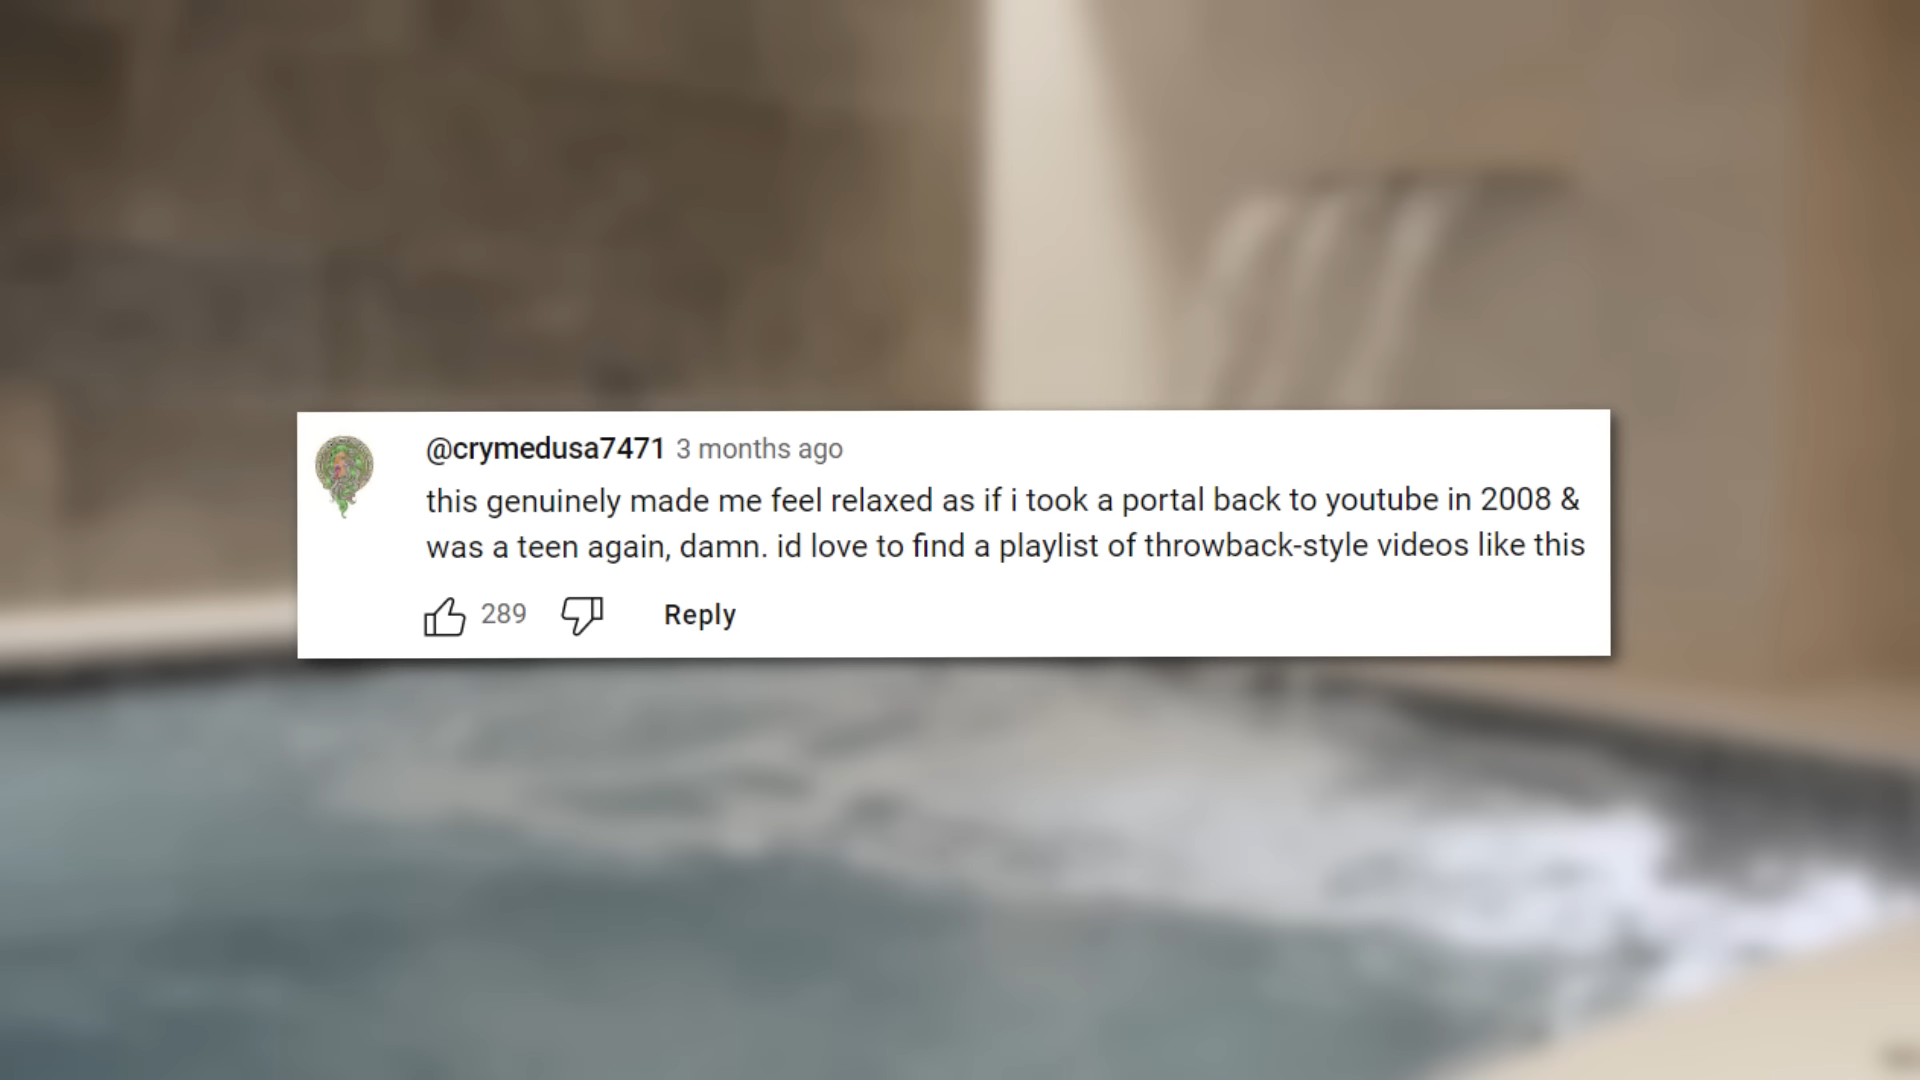 @crymedusa7471 3 months ago
this genuinely made me feel relaxed as if i took a portal back to youtube in 2008 &
was a teen again, damn. id love to find a playlist of throwback-style videos like this
289 Reply